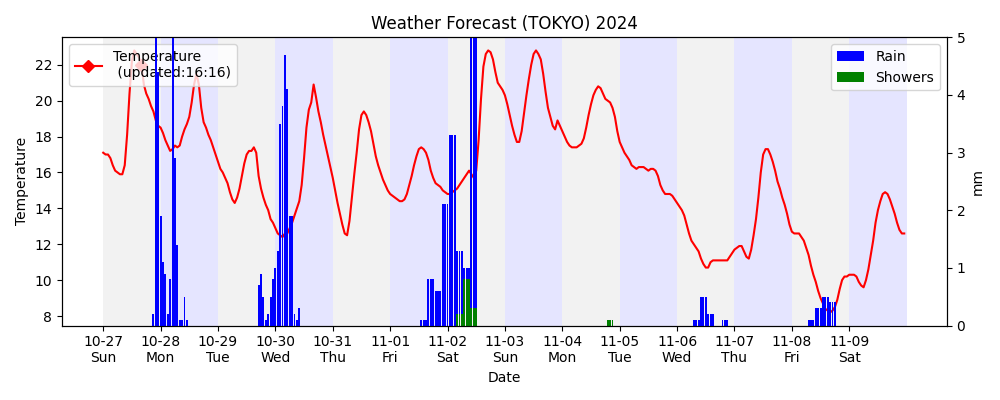 Weather Forecast (TOKYO) 2024
Temperature
(updated:16:16)
Rain
Showers
Temperature
22
20
18
16
14
12
10
8
5
4
3
2
1
0
mm
10-27 10-28 10-29 10-30 10-31 11-01 11-02 11-03 11-04 11-05 11-06 11-07 11-08 11-09
Sun Mon Tue Wed Thu Fri Sat Sun Mon Tue Wed Thu Fri Sat
Date